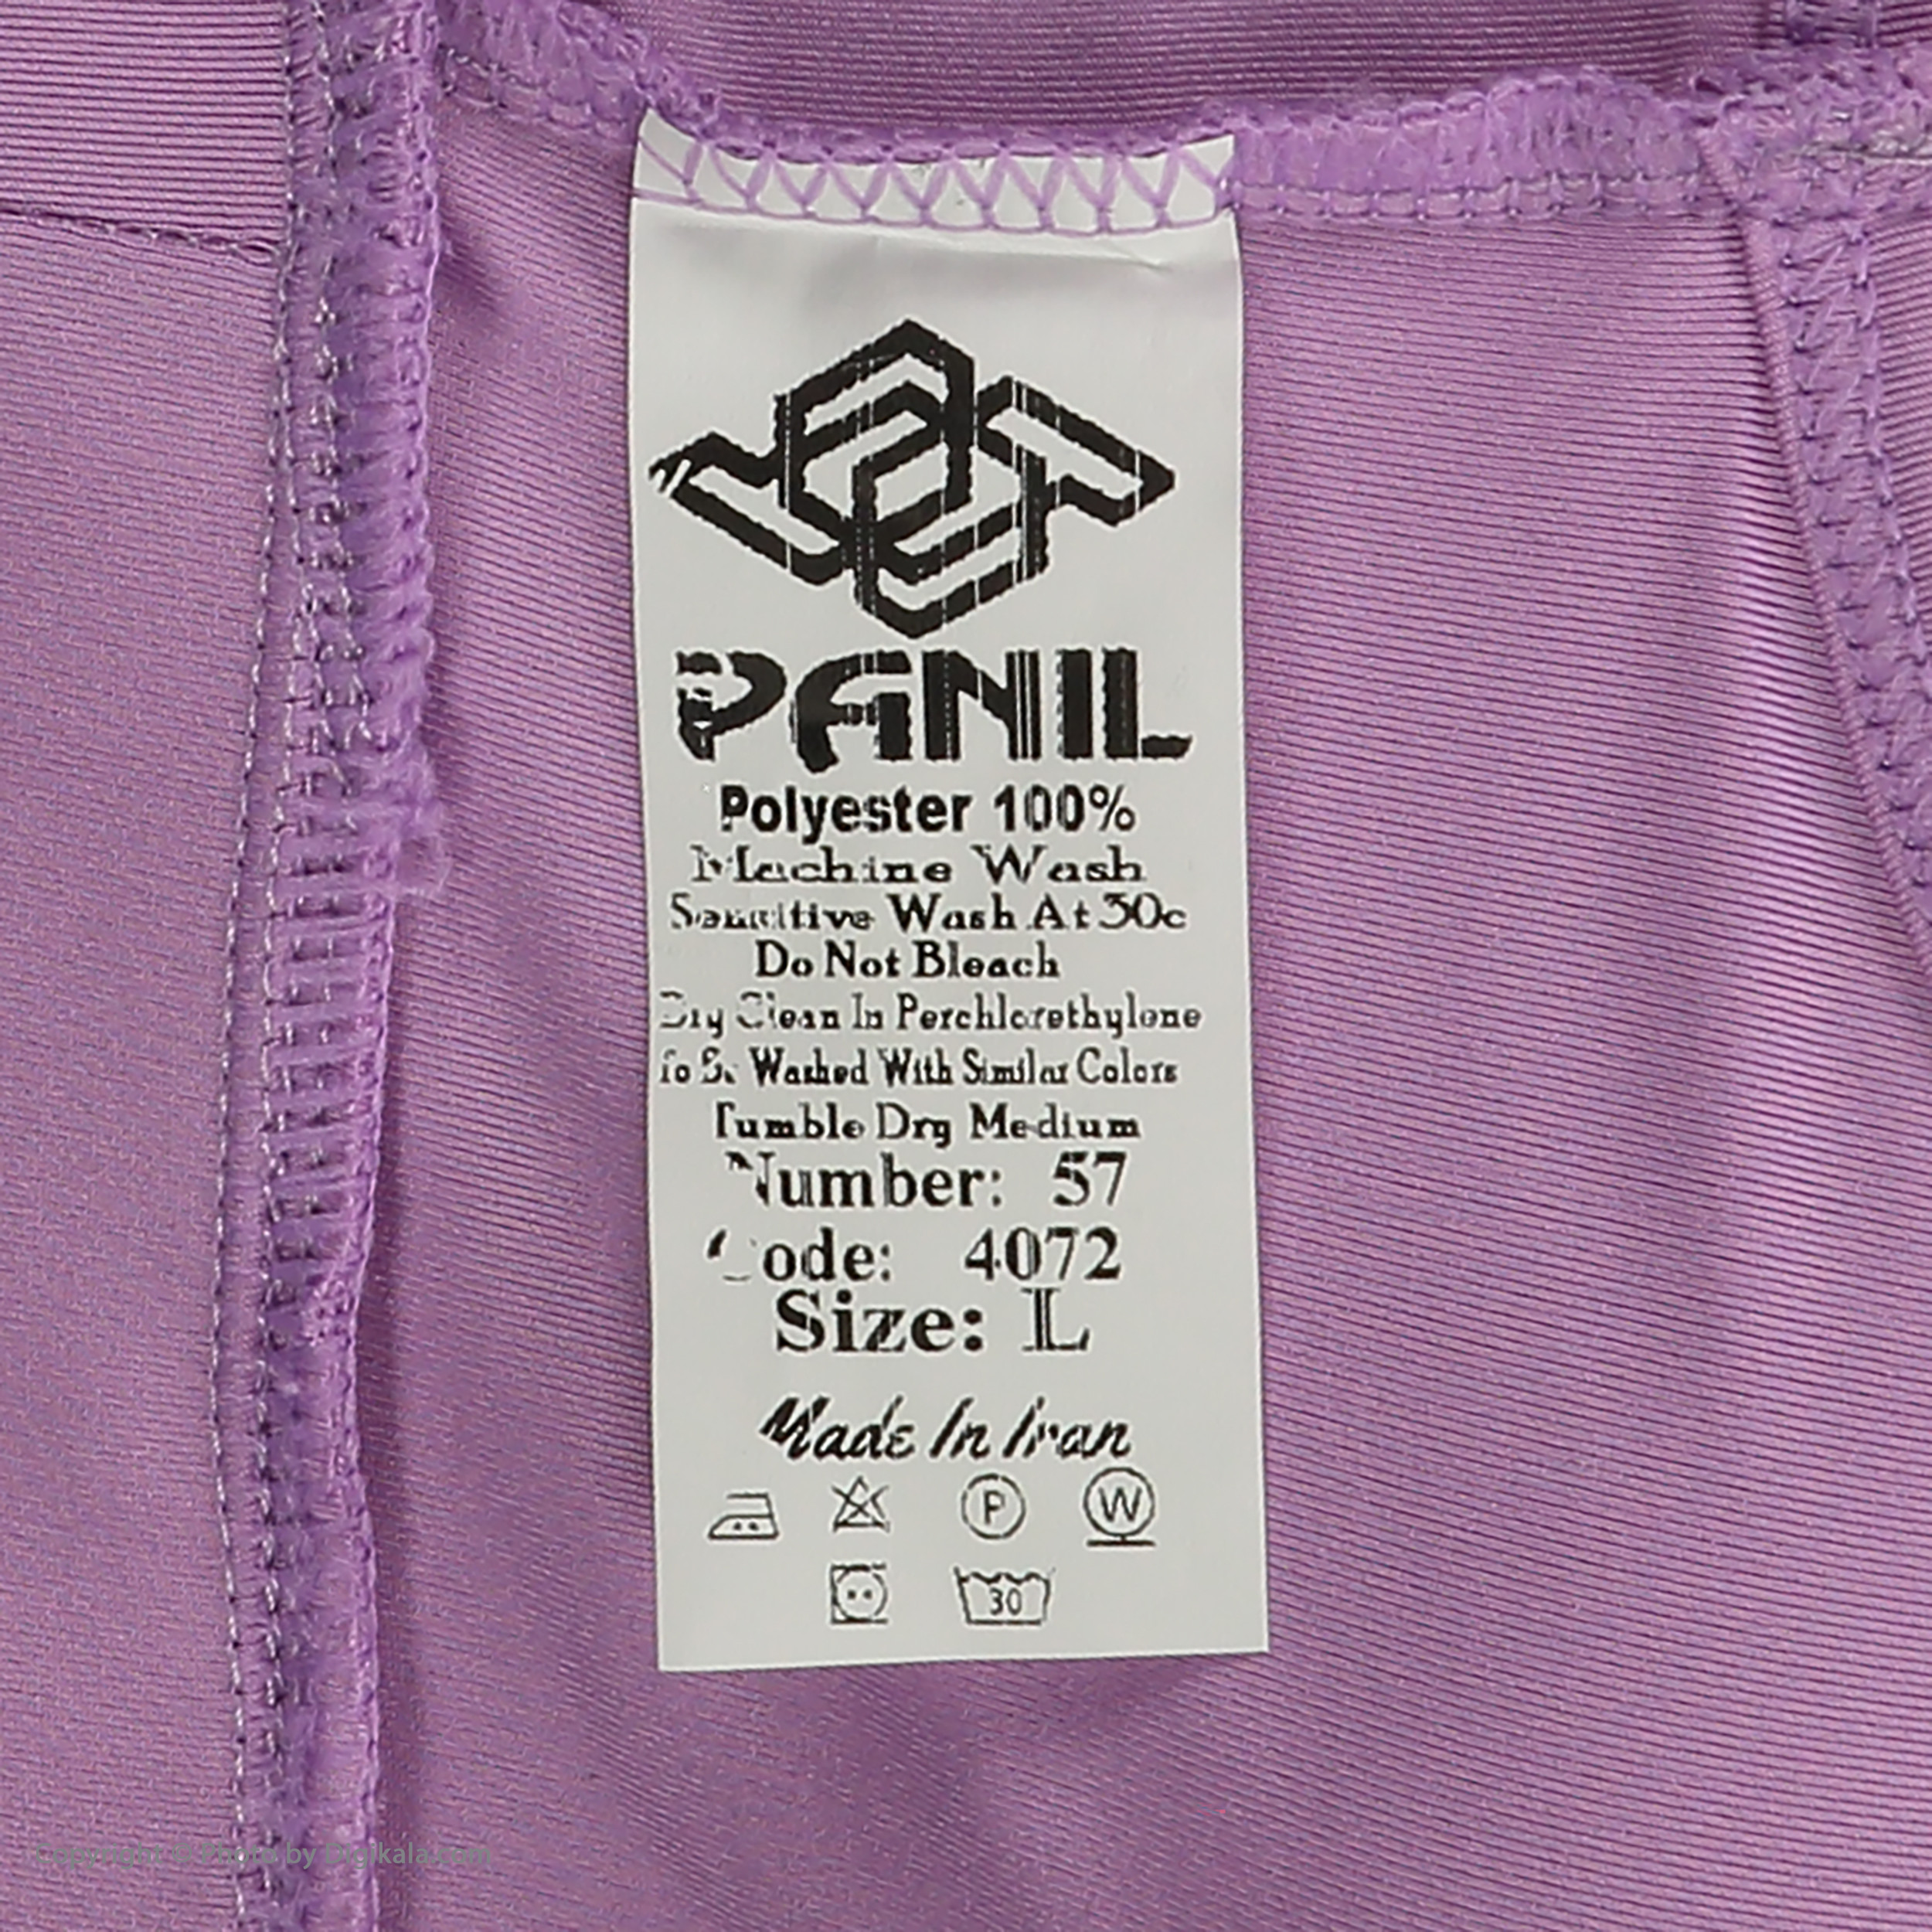 PANIL
Polyester 100%
Machine Wash
Sensitive Wash At 30c
Do Not Bleach
Dry Clean In Perchlorethylene
To Be Washed With Similar Colors
Tumble Dry Medium
Number: 57
Code: 4072
Size: L
Made In Iran
P W
30
Copyright © Photo by Digikala.com